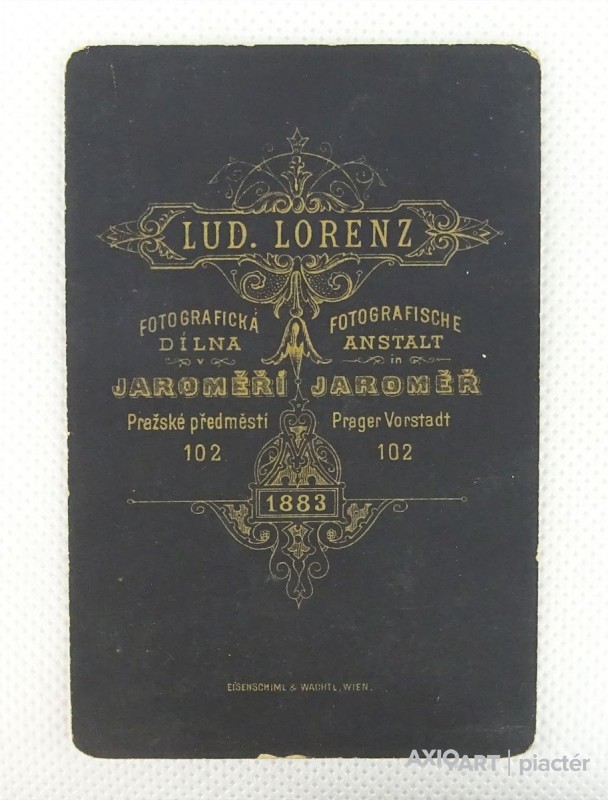 LUD. LORENZ
FOTOGRAFICKÁ
DÍLNA
v
JAROMĚŘÍ
Pražské předměstí
102
FOTOGRAFISCHE
ANSTALT
in
JAROMĚŘ
Prager Vorstadt
102
1883
EISENSCHIML & WACHTL, WIEN.
AXIOART | piactér